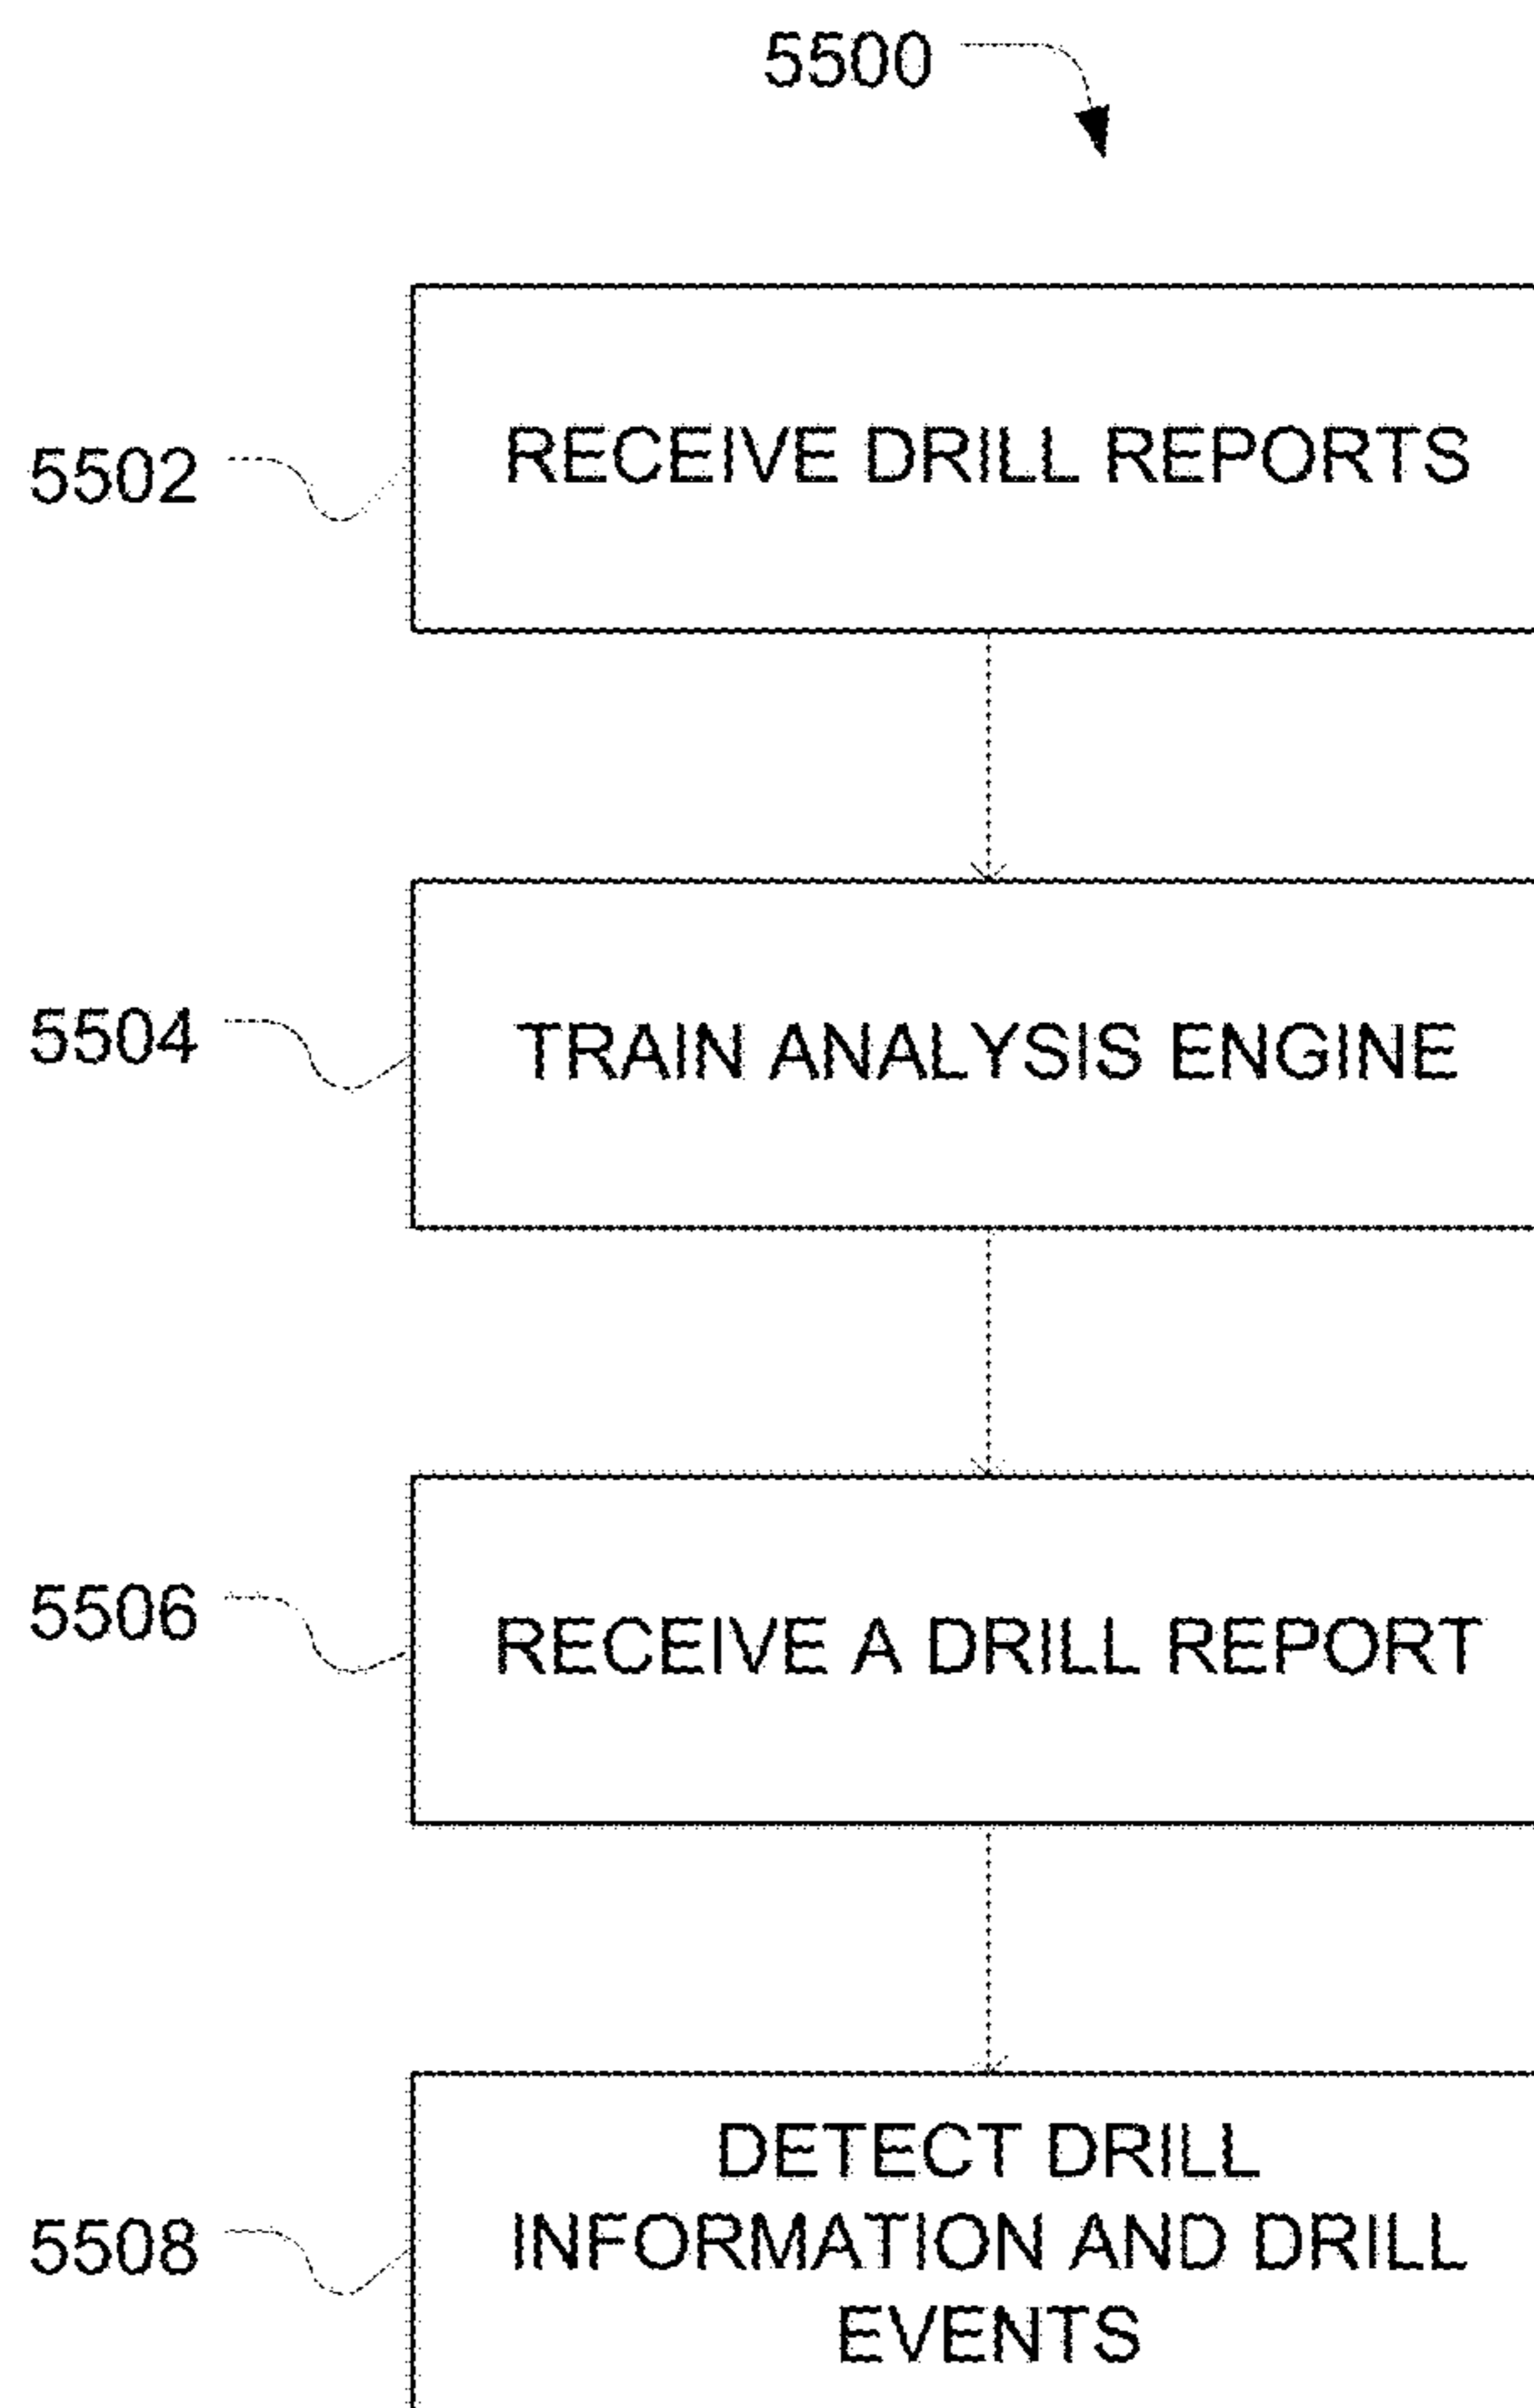 5500
5502
RECEIVE DRILL REPORTS
5504
TRAIN ANALYSIS ENGINE
5506
RECEIVE A DRILL REPORT
5508
DETECT DRILL
INFORMATION AND DRILL
EVENTS